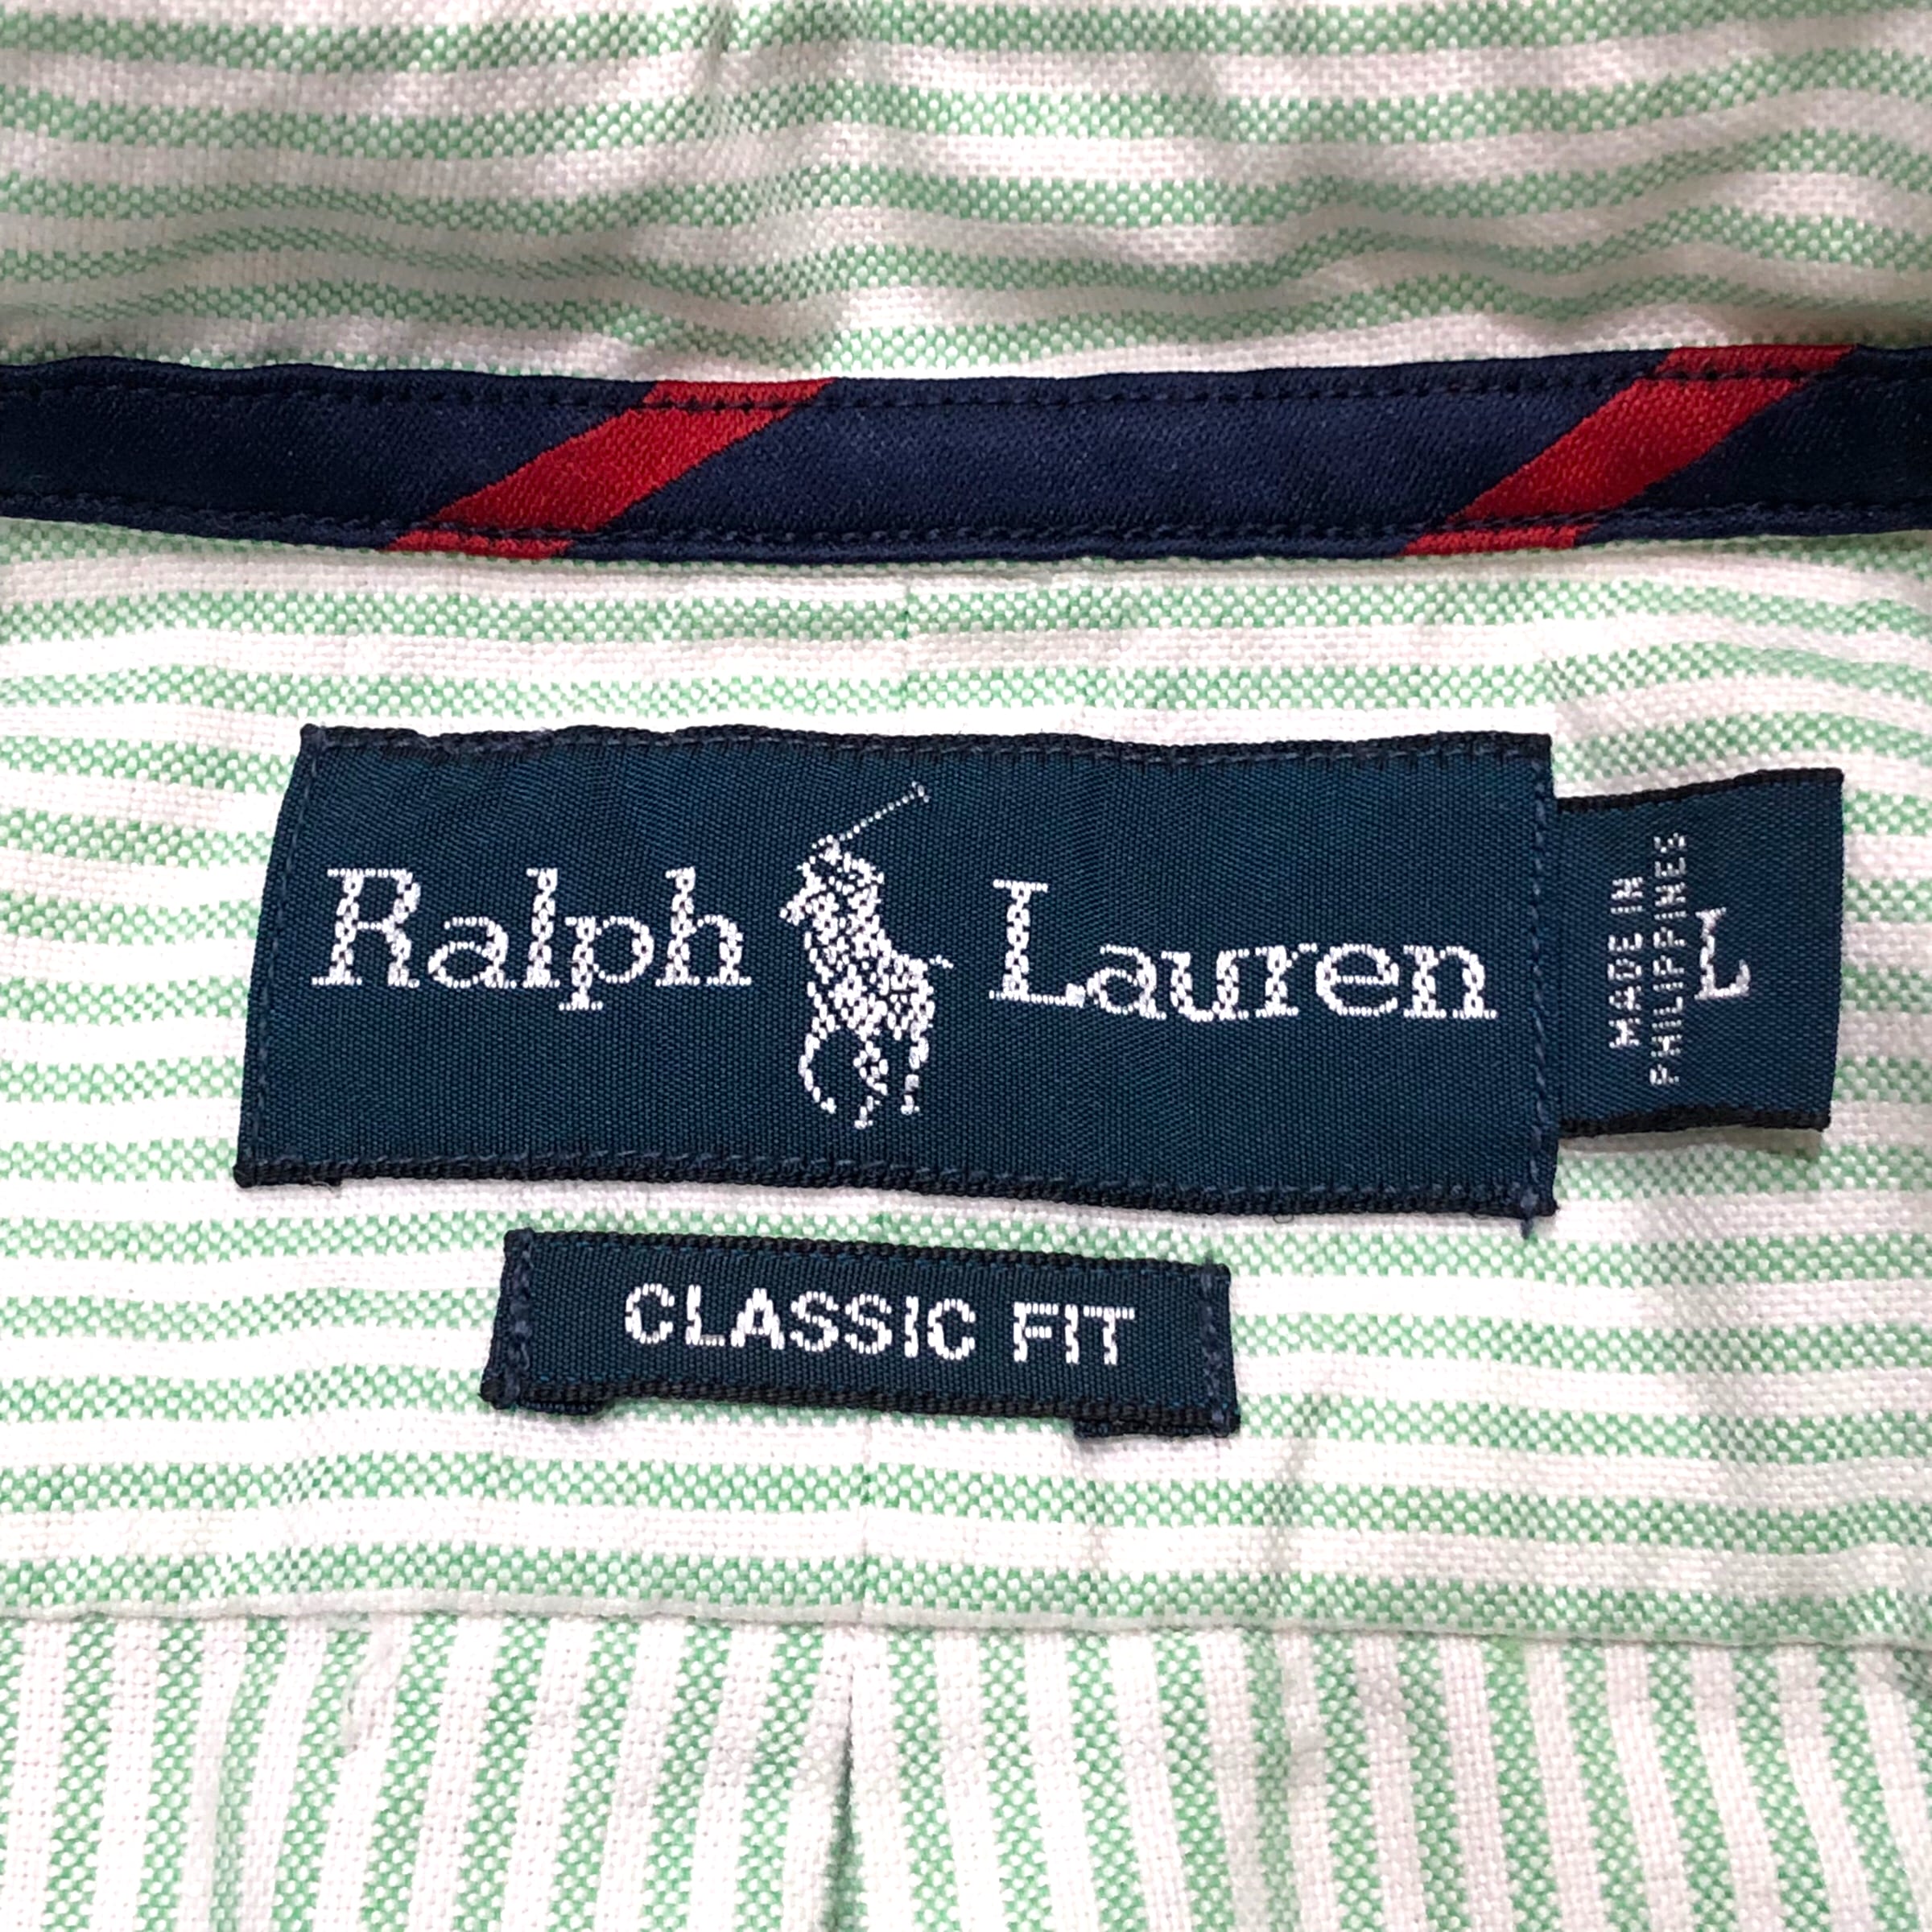 Ralph Lauren
MADE IN
PHILIPPINES
L
CLASSIC FIT